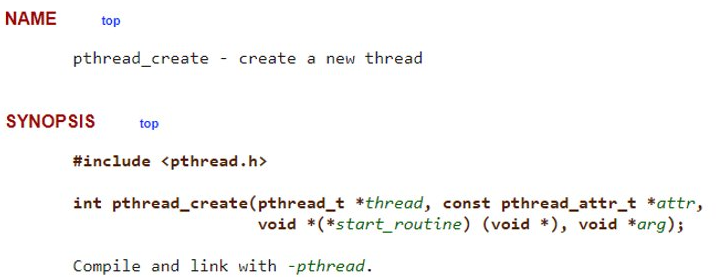 NAME top
pthread_create - create a new thread
SYNOPSIS top
#include <pthread.h>
int pthread_create(pthread_t *thread, const pthread_attr_t *attr,
void *(*start_routine) (void *), void *arg);
Compile and link with -pthread.